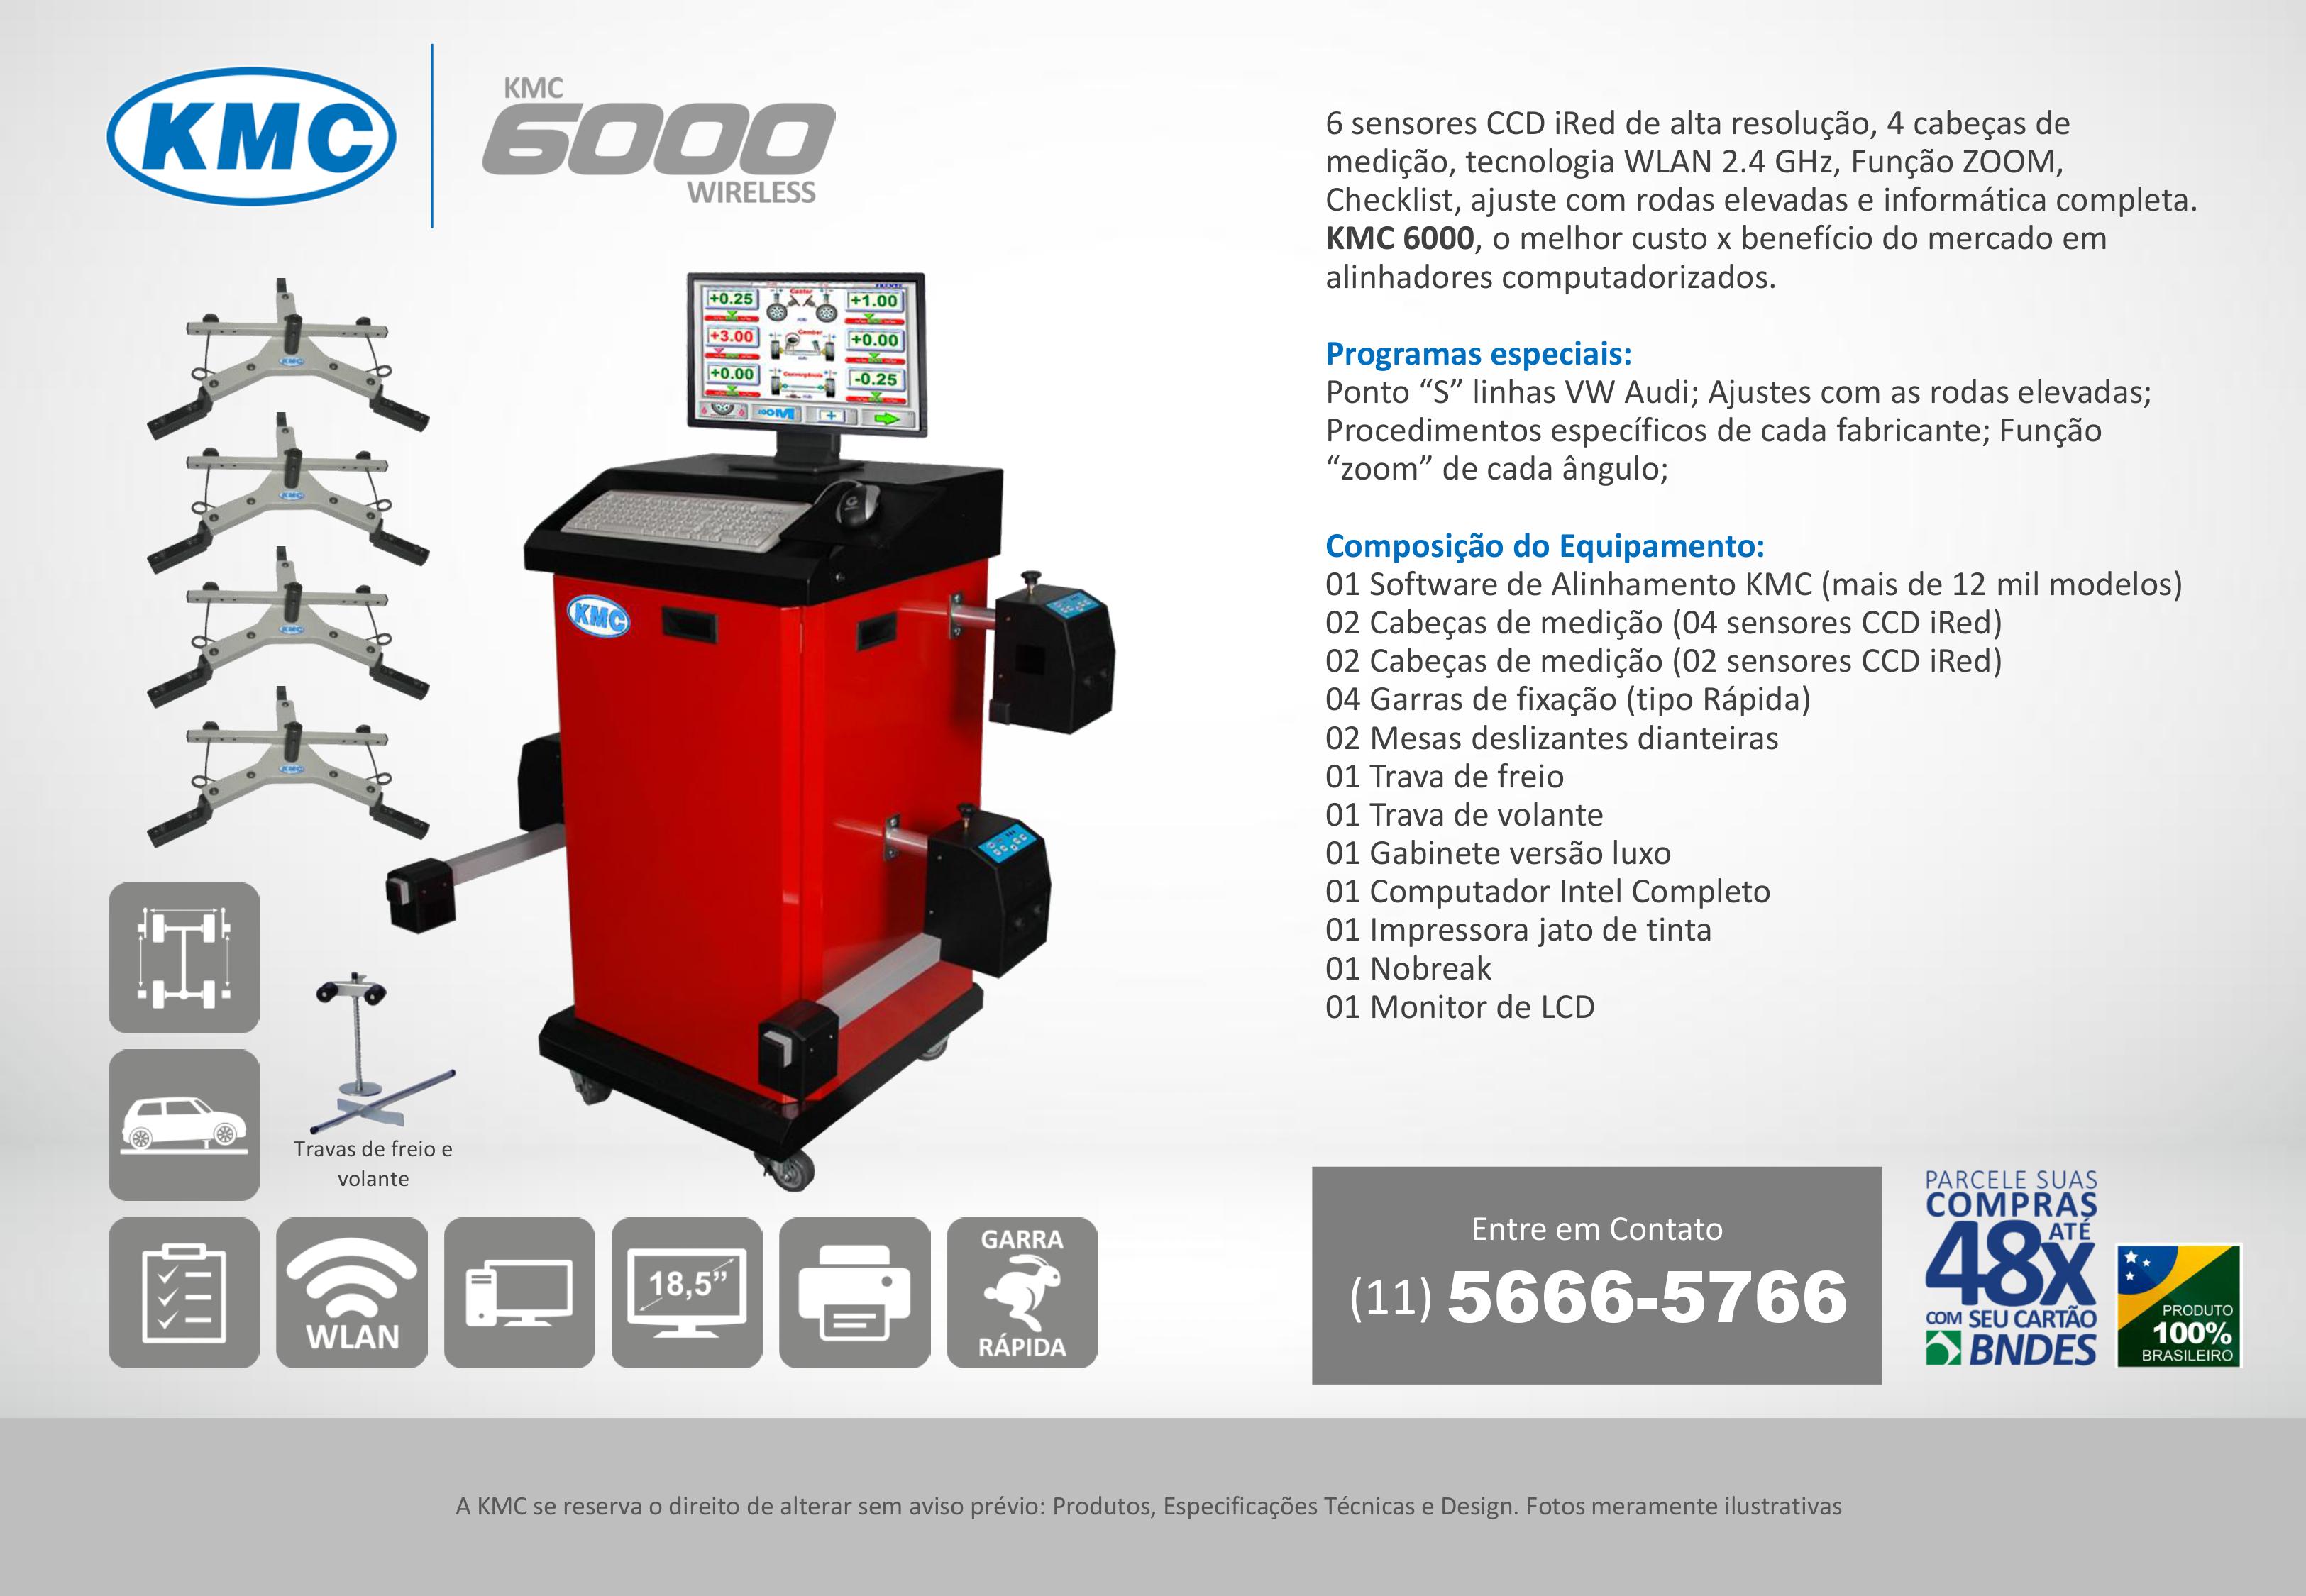 KMC
KMC
6000
WIRELESS
6 sensores CCD iRed de alta resolução, 4 cabeças de
medição, tecnologia WLAN 2.4 GHz, Função ZOOM,
Checklist, ajuste com rodas elevadas e informática completa.
KMC 6000, o melhor custo x benefício do mercado em
alinhadores computadorizados.
Programas especiais:
Ponto “S” linhas VW Audi; Ajustes com as rodas elevadas;
Procedimentos específicos de cada fabricante; Função
“zoom” de cada ângulo;
Composição do Equipamento:
01 Software de Alinhamento KMC (mais de 12 mil modelos)
02 Cabeças de medição (04 sensores CCD iRed)
02 Cabeças de medição (02 sensores CCD iRed)
04 Garras de fixação (tipo Rápida)
02 Mesas deslizantes dianteiras
01 Trava de freio
01 Trava de volante
01 Gabinete versão luxo
01 Computador Intel Completo
01 Impressora jato de tinta
01 Nobreak
01 Monitor de LCD
FRENTE
+0.25 Caster +1.00
+3.00 Camber +0.00
+0.00 Convergência -0.25
ZOOM
KMC
KMC
KMC
KMC
KMC
Travas de freio e
volante
WLAN
18,5”
GARRA
RÁPIDA
Entre em Contato
(11) 5666-5766
PARCELE SUAS
COMPRAS
ATÉ
48X
COM SEU CARTÃO
BNDES
PRODUTO
100%
BRASILEIRO
A KMC se reserva o direito de alterar sem aviso prévio: Produtos, Especificações Técnicas e Design. Fotos meramente ilustrativas